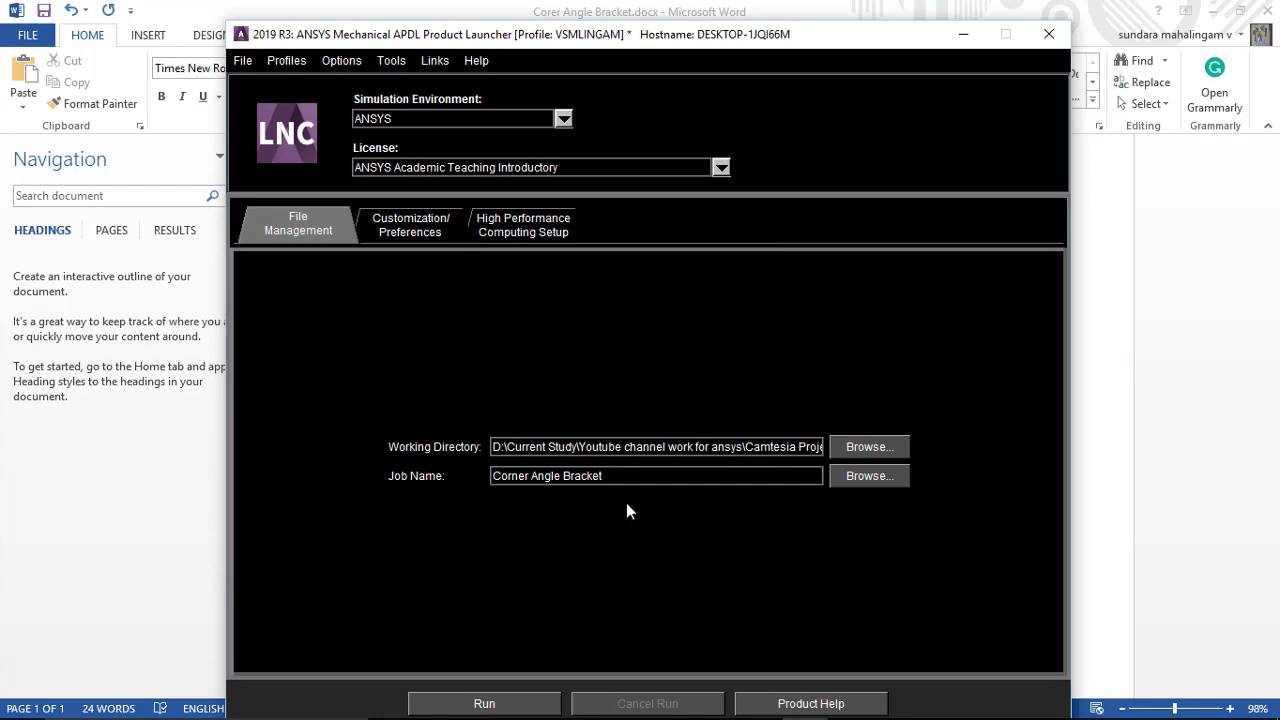 Corer Angle Bracket.docx - Microsoft Word
FILE
HOME
INSERT
sundara mahalingam v
Paste
Cut
Copy
Format Painter
Clipboard
Times New Ro
B I U
Find
Replace
Select
Editing
Open
Grammarly
Grammarly
Navigation
Search document
HEADINGS
PAGES
RESULTS
Create an interactive outline of your
document.
It's a great way to keep track of where you
or quickly move your content around.
To get started, go to the Home tab and
Heading styles to the headings in your
document.
2019 R3: ANSYS Mechanical APDL Product Launcher [Profile: VSMLINGAM] * Hostname: DESKTOP-1JQI66M
File
Profiles
Options
Tools
Links
Help
LNC
Simulation Environment:
ANSYS
License:
ANSYS Academic Teaching Introductory
File
Management
Customization/
Preferences
High Performance
Computing Setup
Working Directory:
D:\Current Study\Youtube channel work for ansys\Camtesia Proje
Browse...
Job Name:
Corner Angle Bracket
Browse...
Run
Cancel Run
Product Help
PAGE 1 OF 1
24 WORDS
ENGLISH
98%